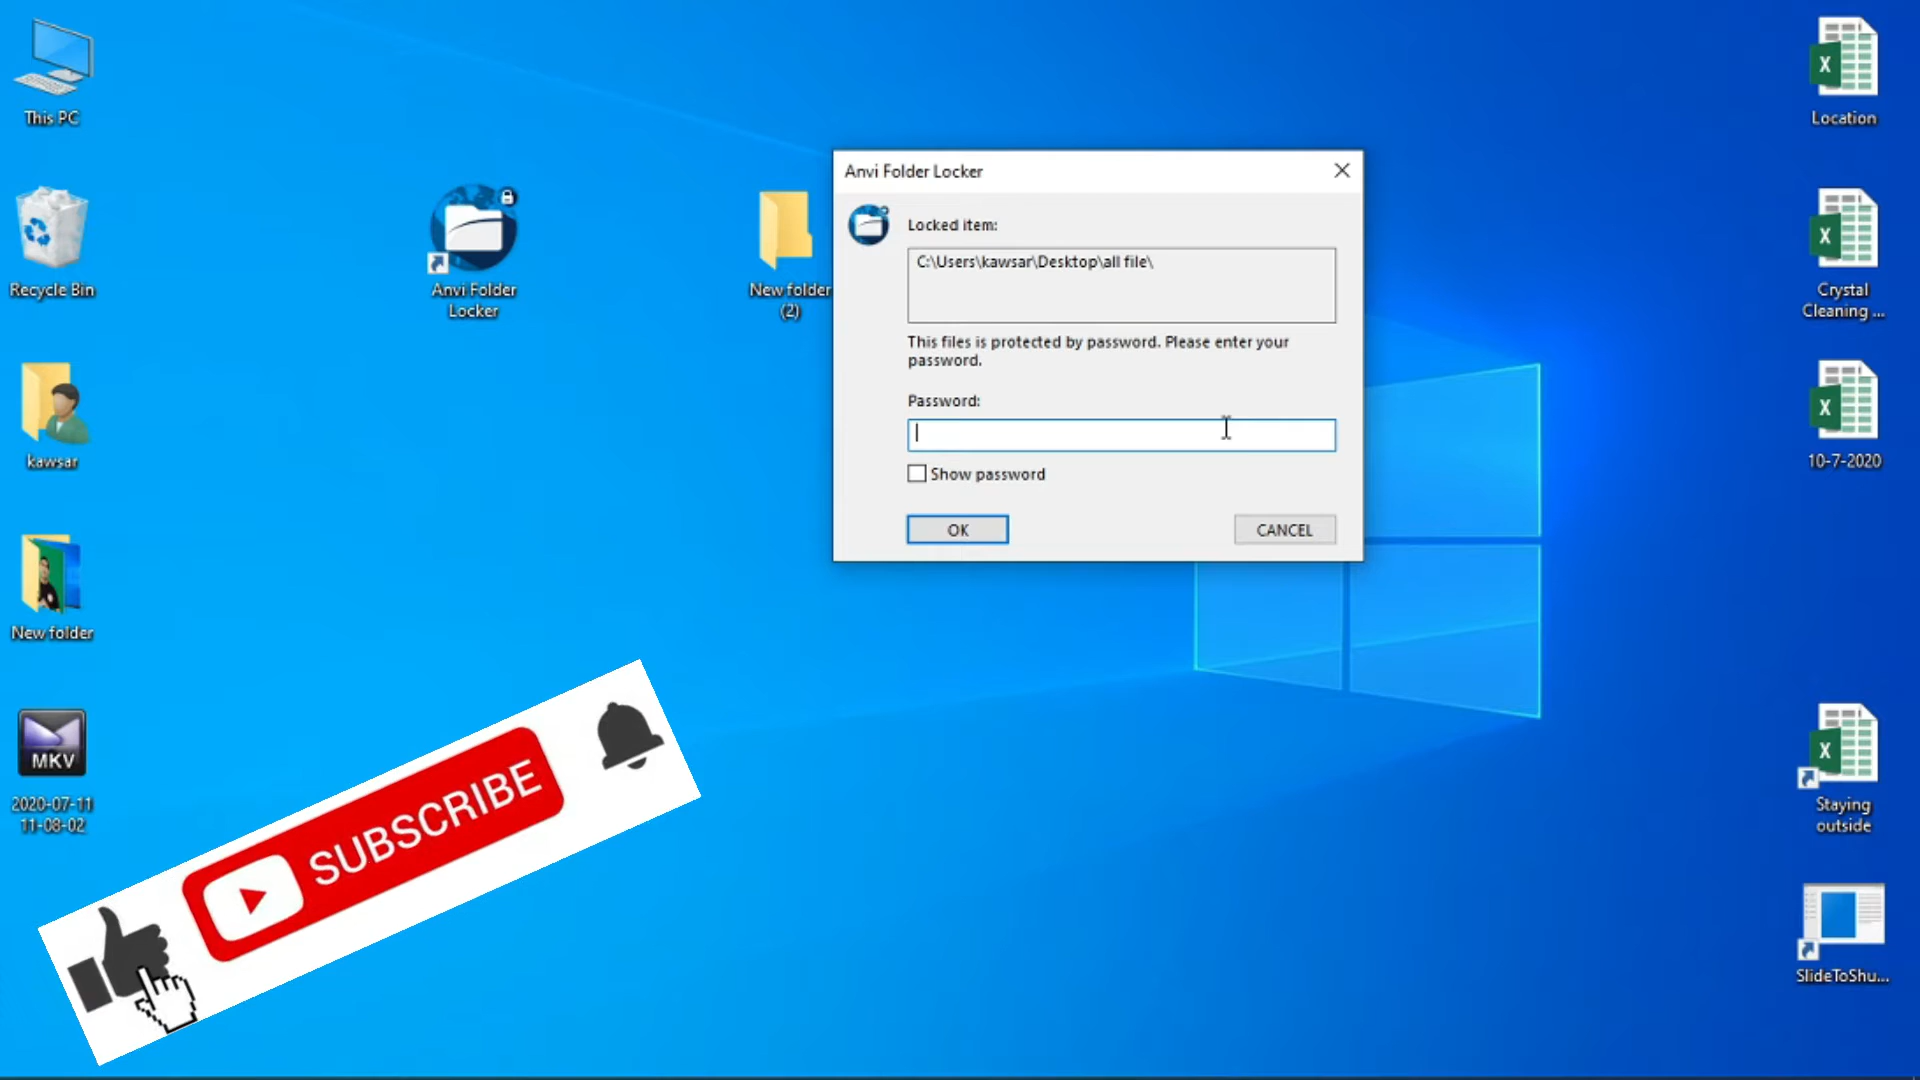 This PC
Recycle Bin
kawsar
New folder
MKV
2020-07-11
11-08-02
Anvi Folder
Locker
New folder
(2)
Anvi Folder Locker
Locked item:
C:\Users\kawsar\Desktop\all file\
This files is protected by password. Please enter your
password.
Password:
Show password
OK
CANCEL
SUBSCRIBE
X
Location
X
Crystal
Cleaning ...
X
10-7-2020
X
Staying
outside
SlideToShu...